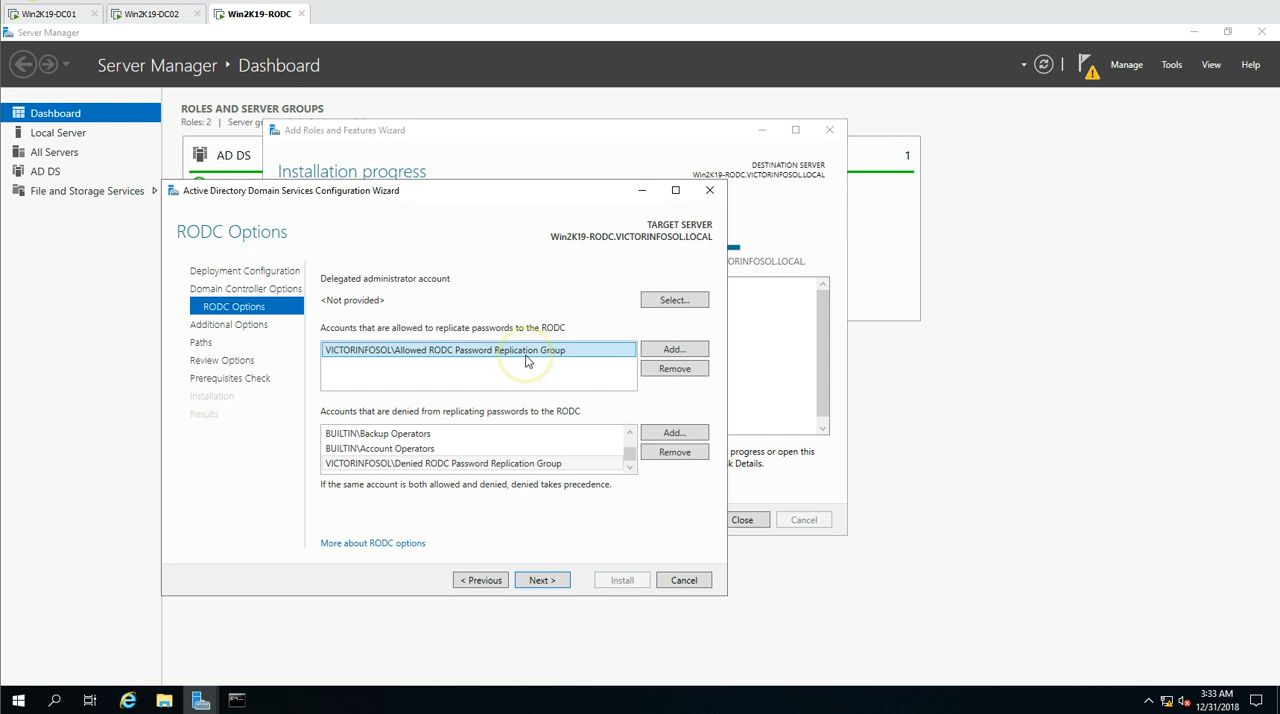 Win2K19-DC01
Win2K19-DC02
Win2K19-RODC
Server Manager
Server Manager
Dashboard
Manage
Tools
View
Help
Dashboard
Local Server
All Servers
AD DS
File and Storage Services
ROLES AND SERVER GROUPS
Roles: 2 | Server
AD DS
1
Add Roles and Features Wizard
Installation progress
DESTINATION SERVER
Win2K19-RODC.VICTORINFOSOL.LOCAL
Active Directory Domain Services Configuration Wizard
RODC Options
TARGET SERVER
Win2K19-RODC.VICTORINFOSOL.LOCAL
Deployment Configuration
Domain Controller Options
RODC Options
Additional Options
Paths
Review Options
Prerequisites Check
Installation
Results
Delegated administrator account
<Not provided>
Select...
Accounts that are allowed to replicate passwords to the RODC
VICTORINFOSOL\Allowed RODC Password Replication Group
Add...
Remove
Accounts that are denied from replicating passwords to the RODC
BUILTIN\Backup Operators
BUILTIN\Account Operators
VICTORINFOSOL\Denied RODC Password Replication Group
Add...
Remove
If the same account is both allowed and denied, denied takes precedence.
More about RODC options
< Previous
Next >
Install
Cancel
ORINFOSOL.LOCAL.
progress or open this
k Details.
Close
Cancel
3:33 AM
12/31/2018